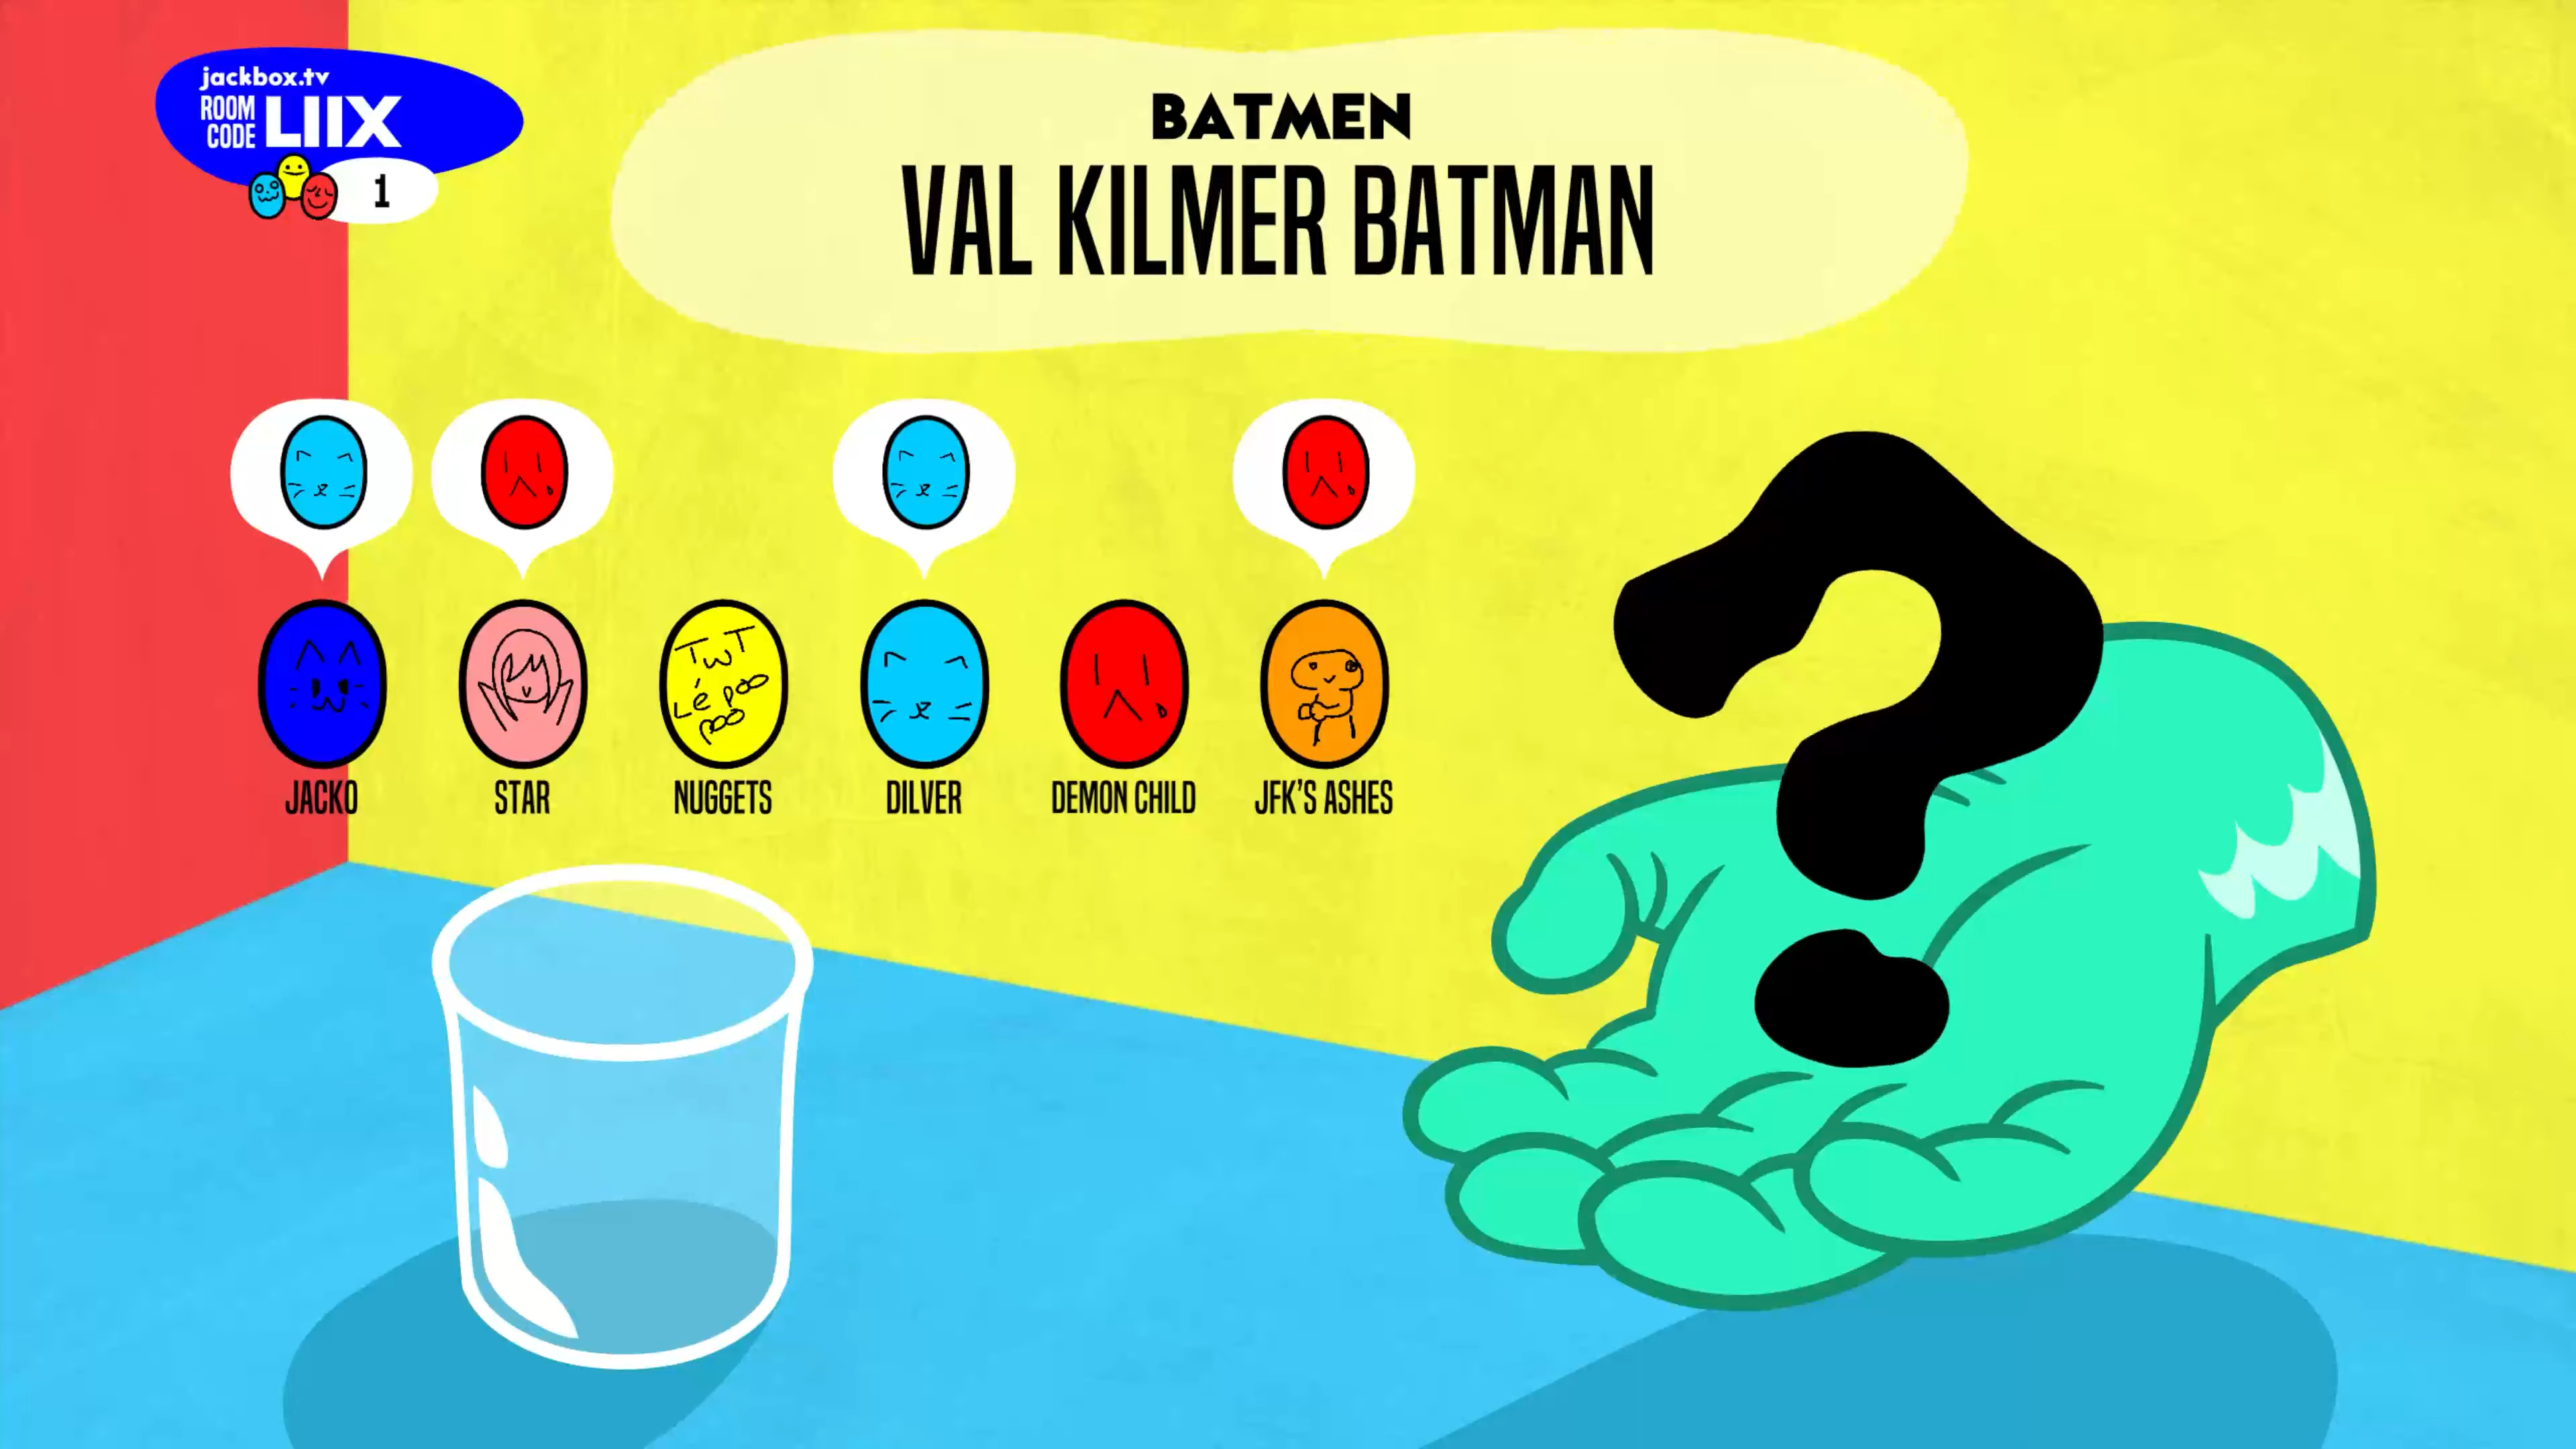 jackbox.tv
ROOM
CODE
LIIX
1
BATMEN
VAL KILMER BATMAN
TwT
Lé poo
poo
JACKO
STAR
NUGGETS
DILVER
DEMON CHILD
JFK'S ASHES
?